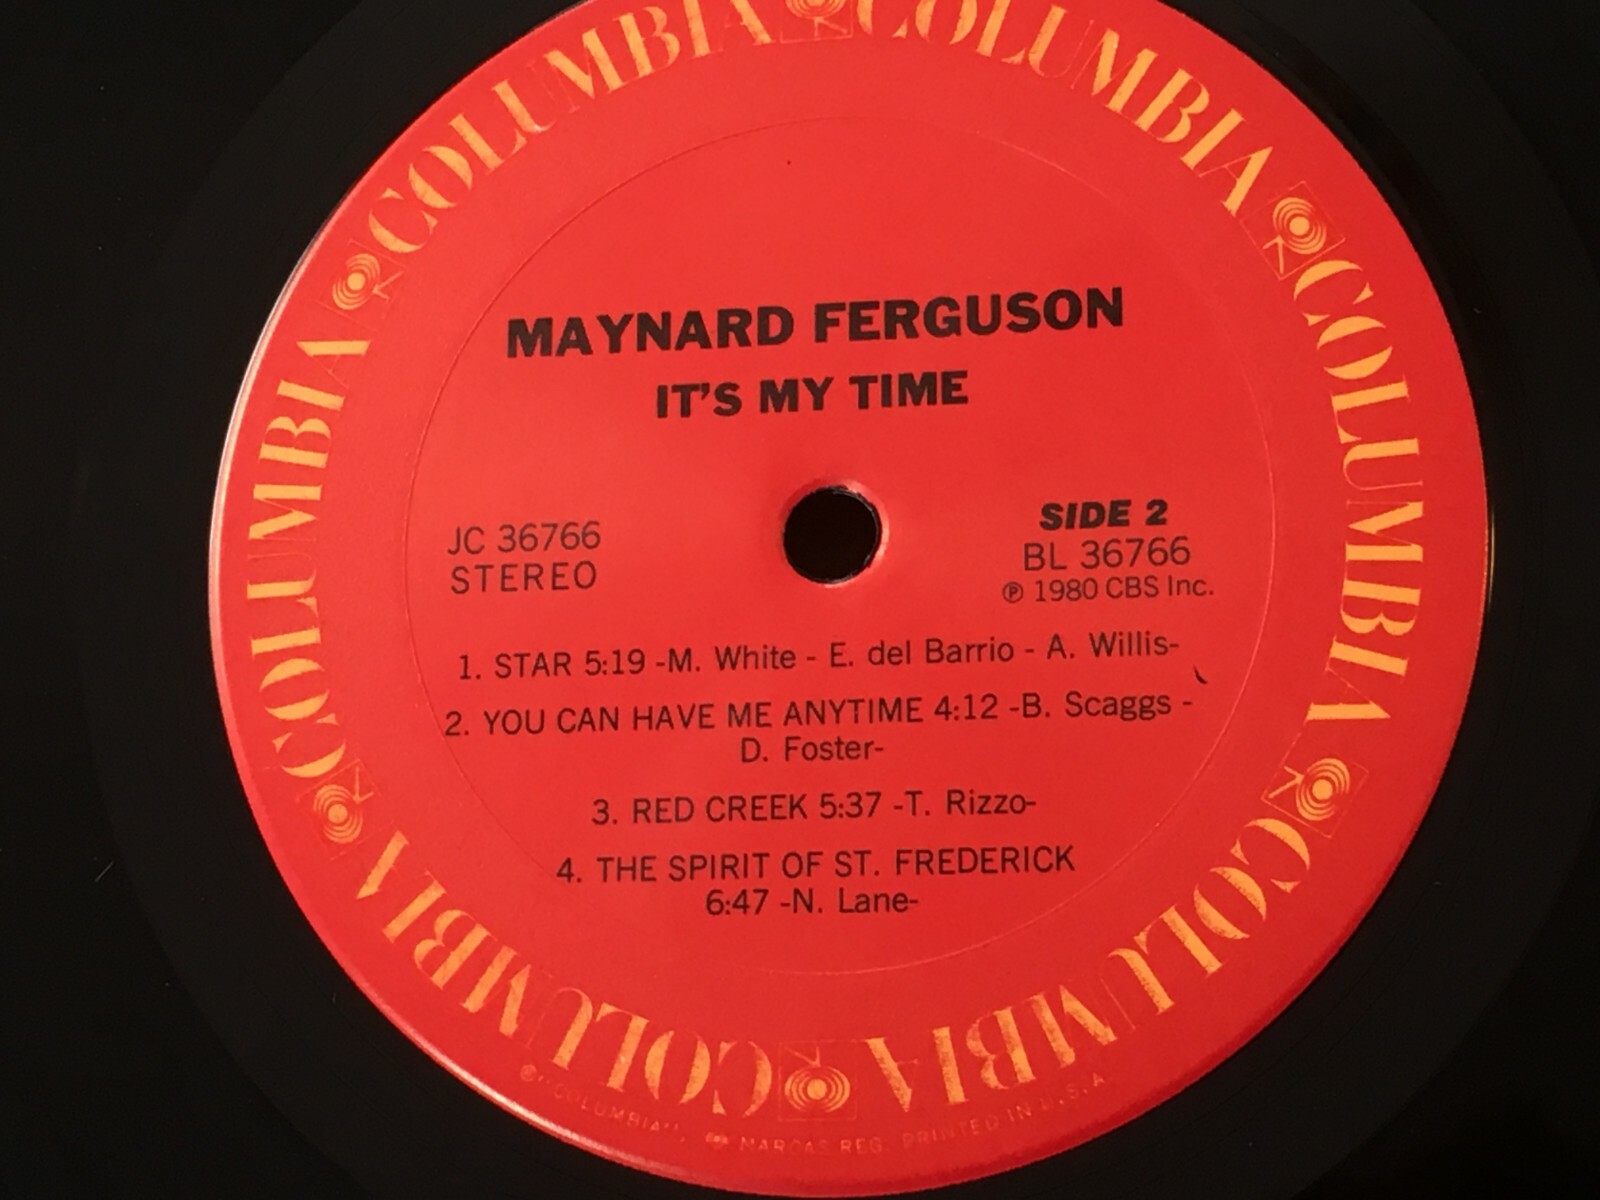 COLUMBIA COLUMBIA COLUMBIA COLUMBIA COLUMBIA COLUMBIA
MAYNARD FERGUSON
IT'S MY TIME
JC 36766
STEREO
SIDE 2
BL 36766
℗ 1980 CBS Inc.
1. STAR 5:19 -M. White - E. del Barrio - A. Willis-
2. YOU CAN HAVE ME ANYTIME 4:12 -B. Scaggs -
D. Foster-
3. RED CREEK 5:37 -T. Rizzo-
4. THE SPIRIT OF ST. FREDERICK
6:47 -N. Lane-
"COLUMBIA", MARCAS REG. PRINTED IN U.S.A.